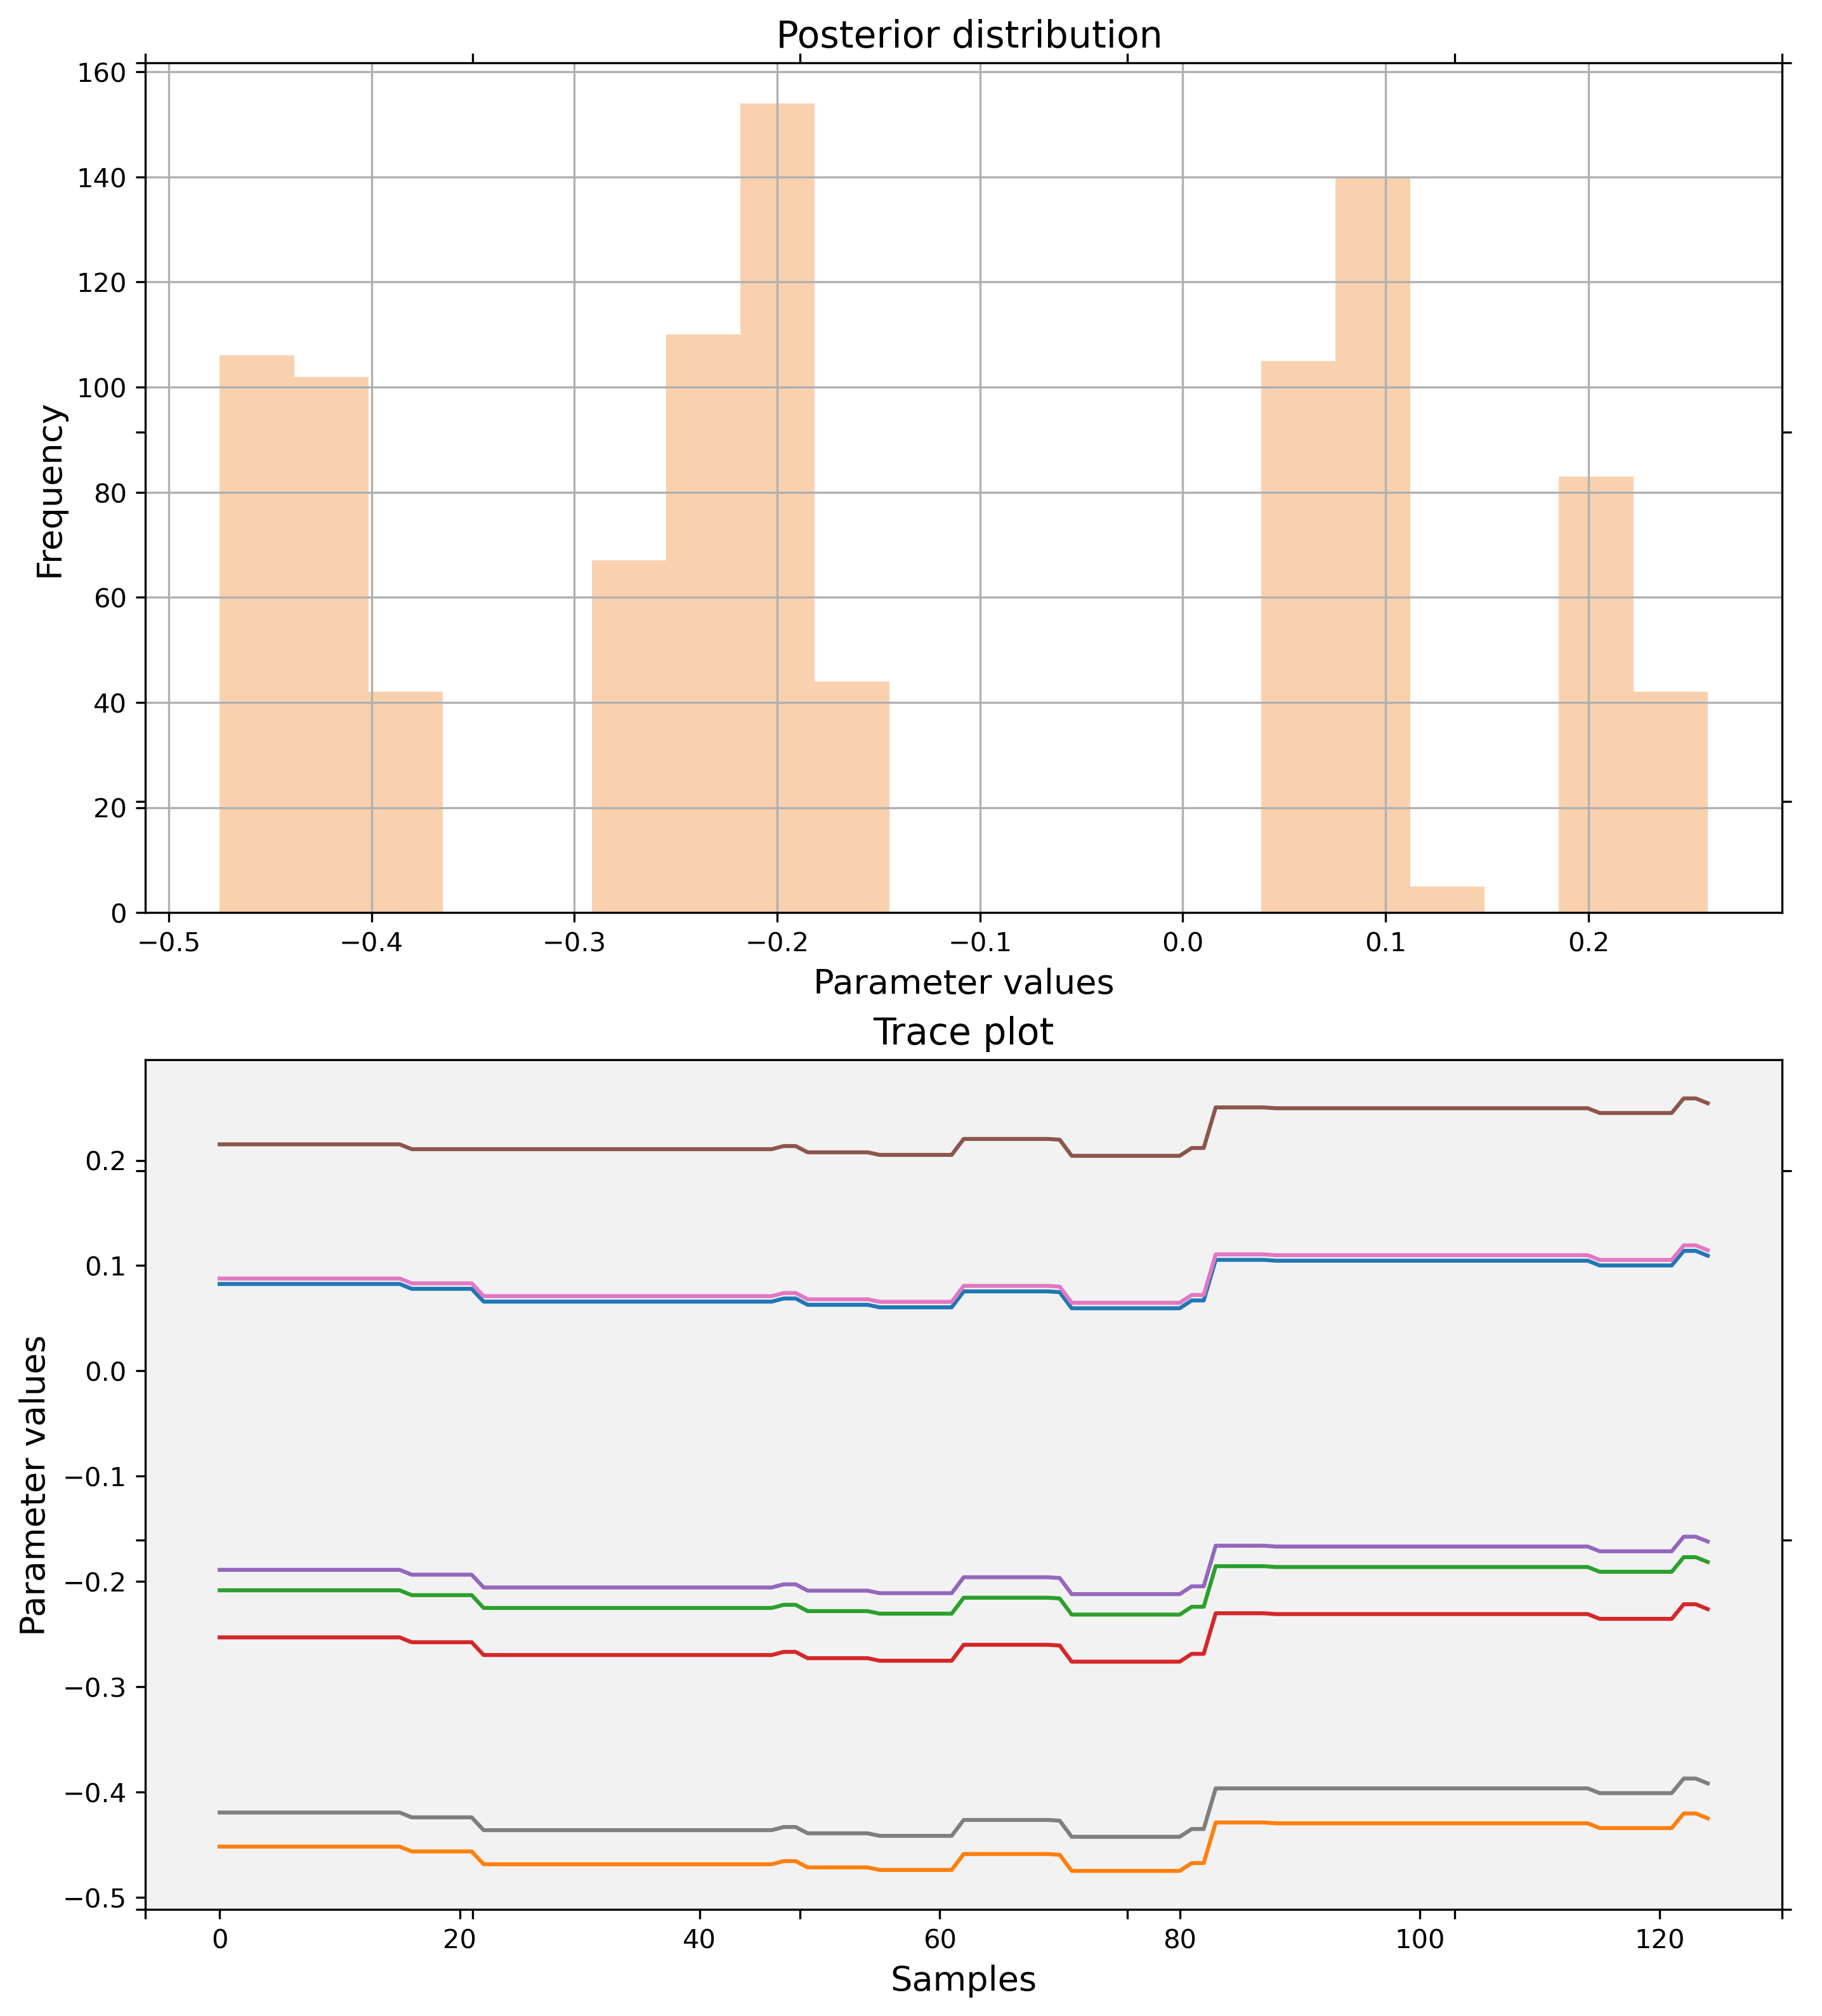 Posterior distribution
160
140
120
100
80
60
40
20
0
Frequency
−0.5 −0.4 −0.3 −0.2 −0.1 0.0 0.1 0.2
Parameter values
Trace plot
0.2
0.1
0.0
−0.1
−0.2
−0.3
−0.4
−0.5
Parameter values
0 20 40 60 80 100 120
Samples